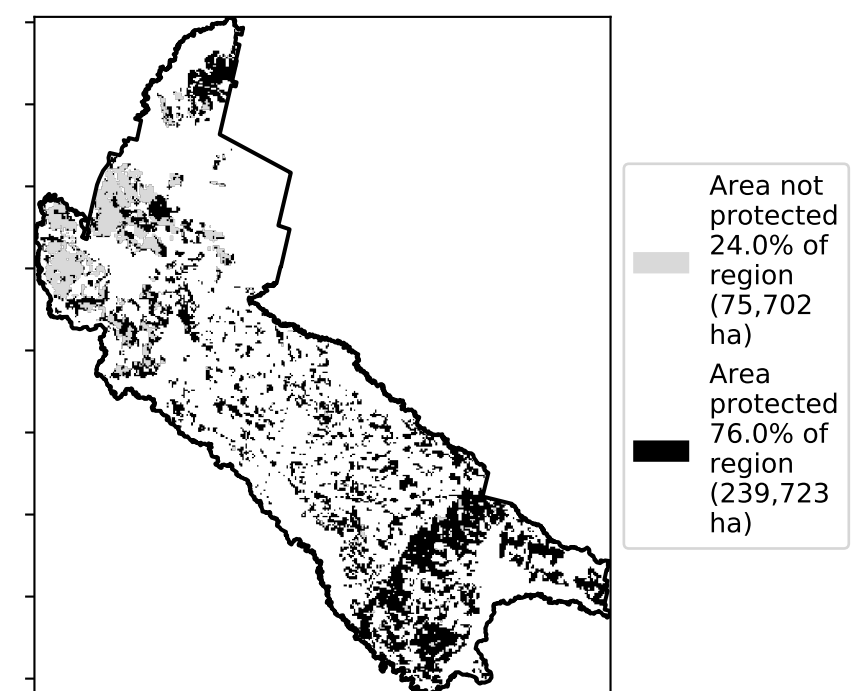 Area not
protected
24.0% of
region
(75,702
ha)
Area
protected
76.0% of
region
(239,723
ha)